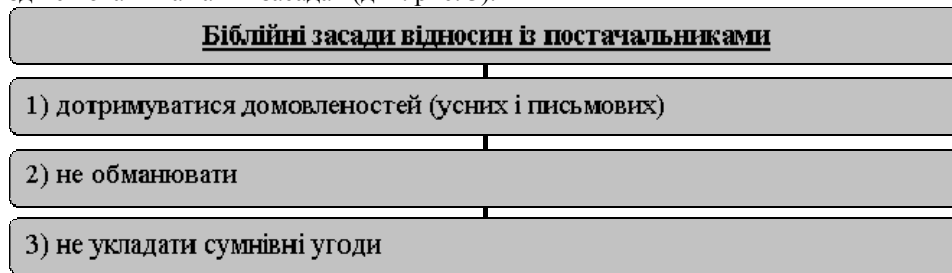 Біблійні засади відносин із постачальниками
1) дотримуватися домовленостей (усних і письмових)
2) не обманювати
3) не укладати сумнівні угоди